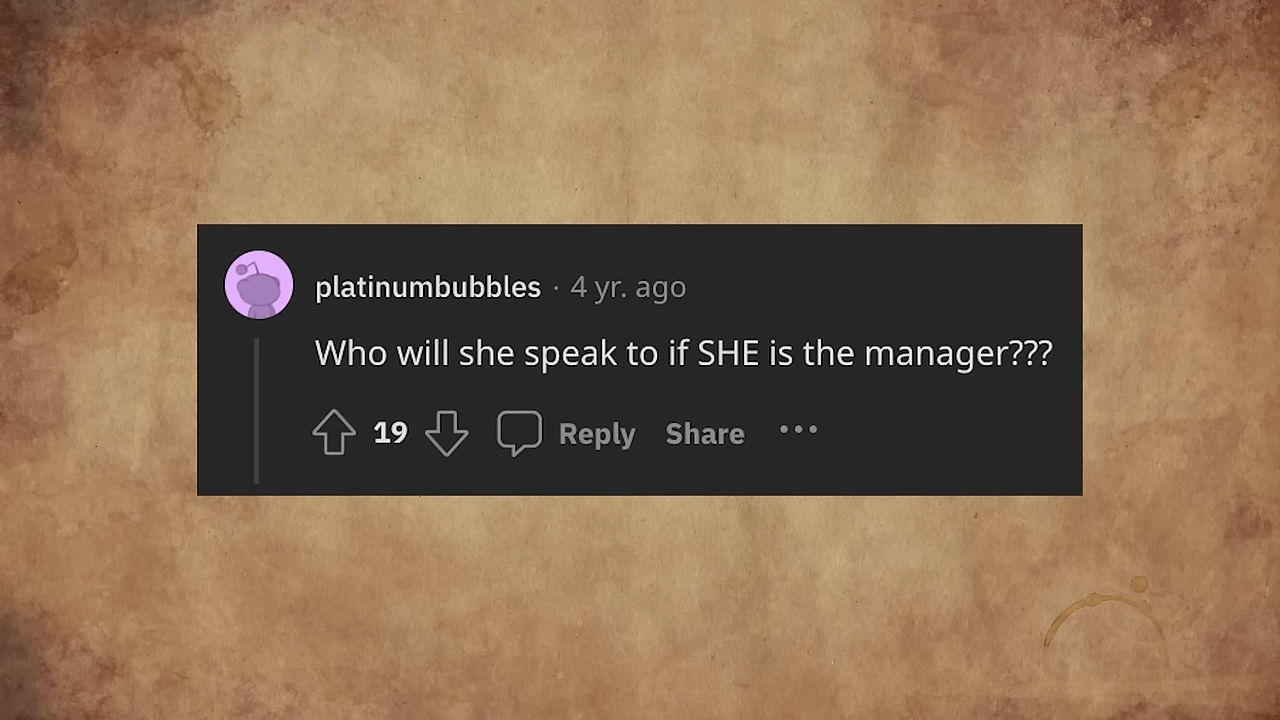 platinumbubbles · 4 yr. ago
Who will she speak to if SHE is the manager???
19 Reply Share ···